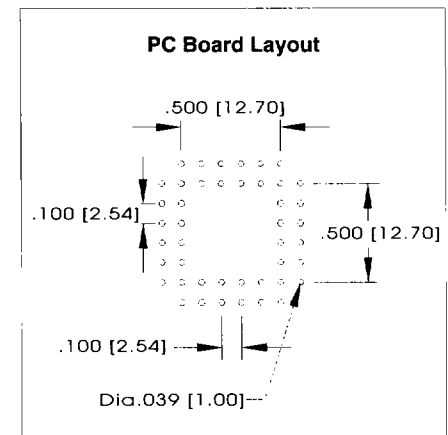 PC Board Layout
.500 [12.70]
.100 [2.54]
.500 [12.70]
.100 [2.54]
Dia.039 [1.00]